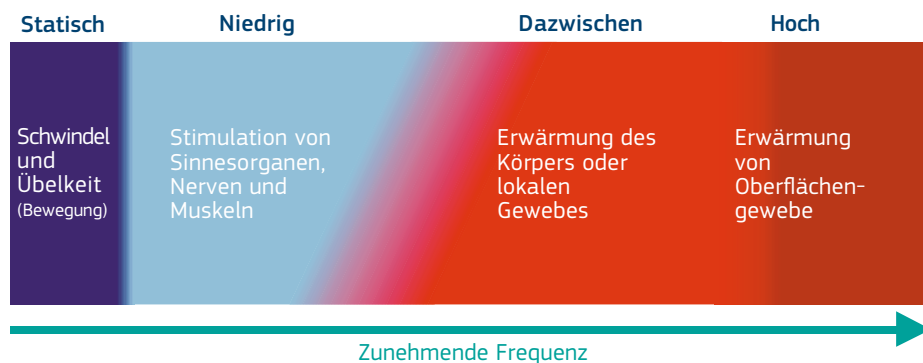 Statisch
Niedrig
Dazwischen
Hoch
Schwindel
und
Übelkeit
(Bewegung)
Stimulation von
Sinnesorganen,
Nerven und
Muskeln
Erwärmung des
Körpers oder
lokalen
Gewebes
Erwärmung
von
Oberflächen-
gewebe
Zunehmende Frequenz